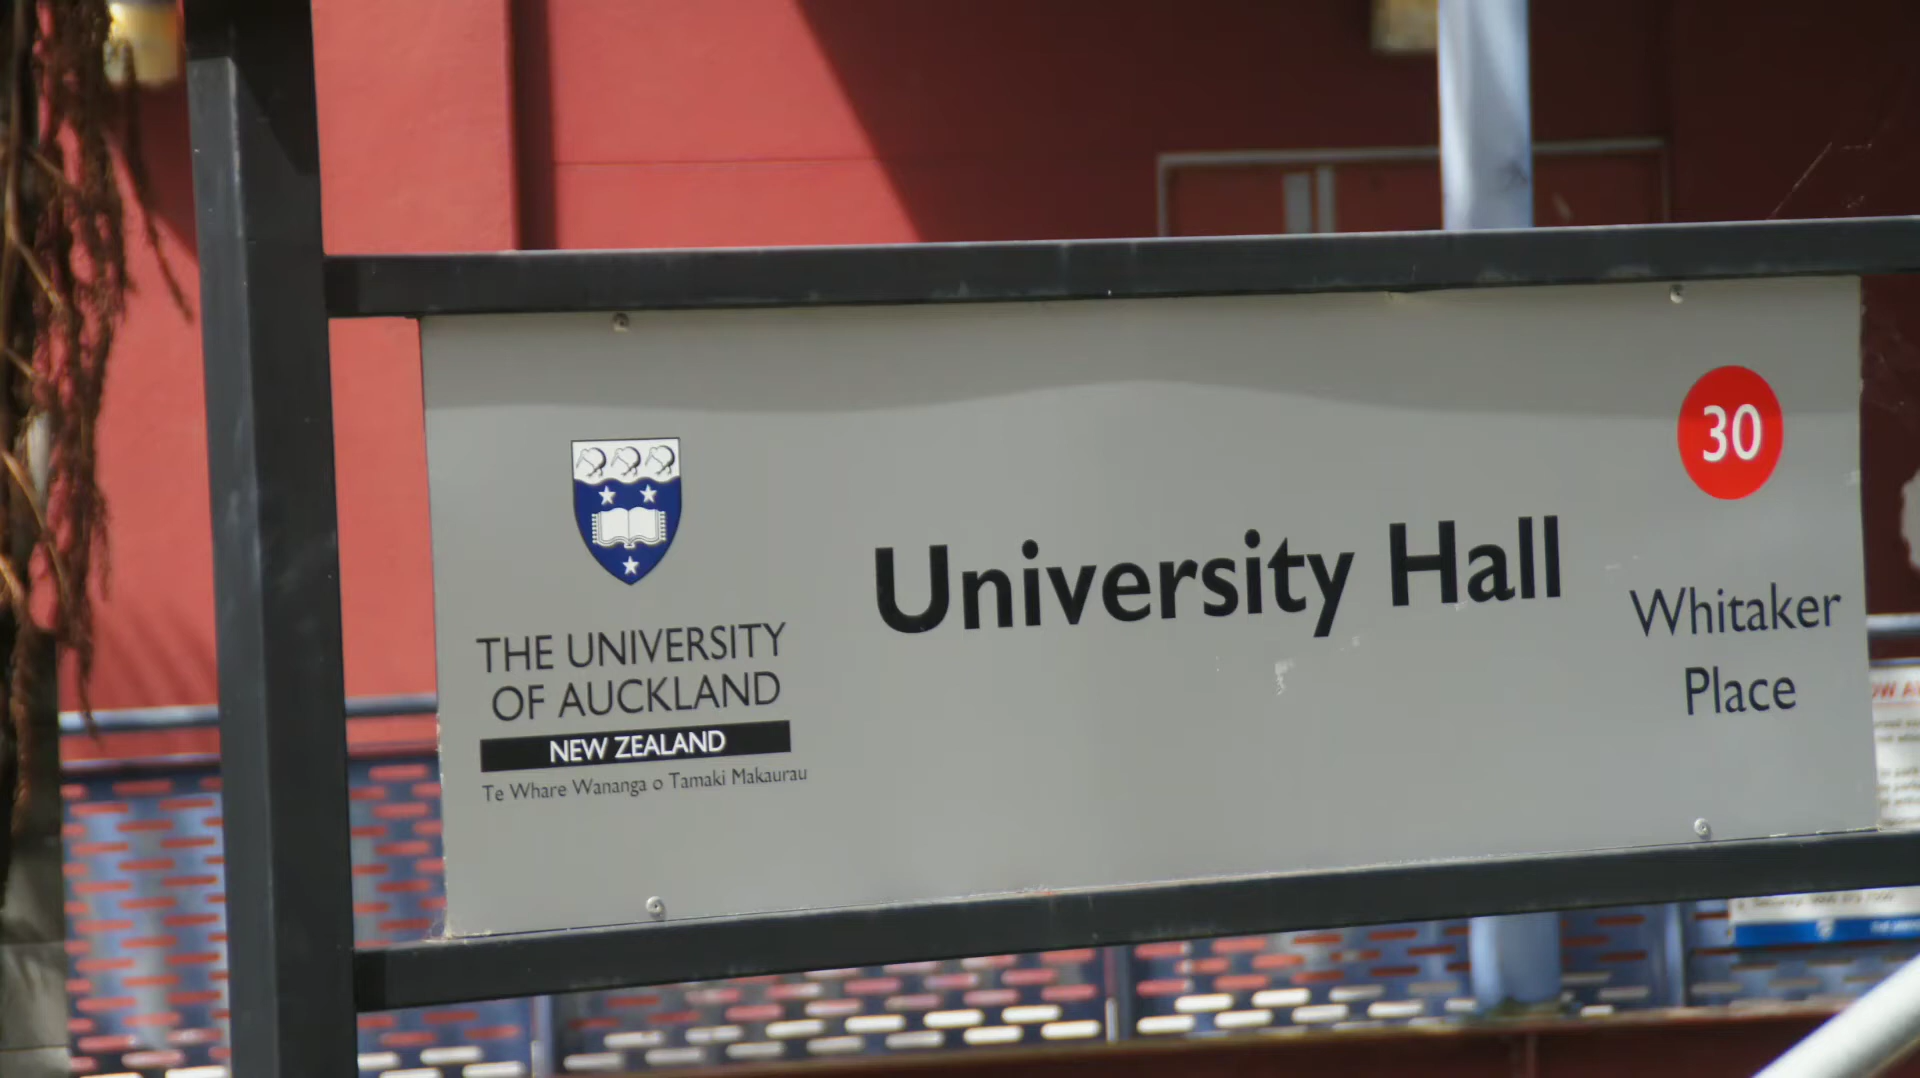 THE UNIVERSITY
OF AUCKLAND
NEW ZEALAND
Te Whare Wananga o Tamaki Makaurau
University Hall
30
Whitaker
Place